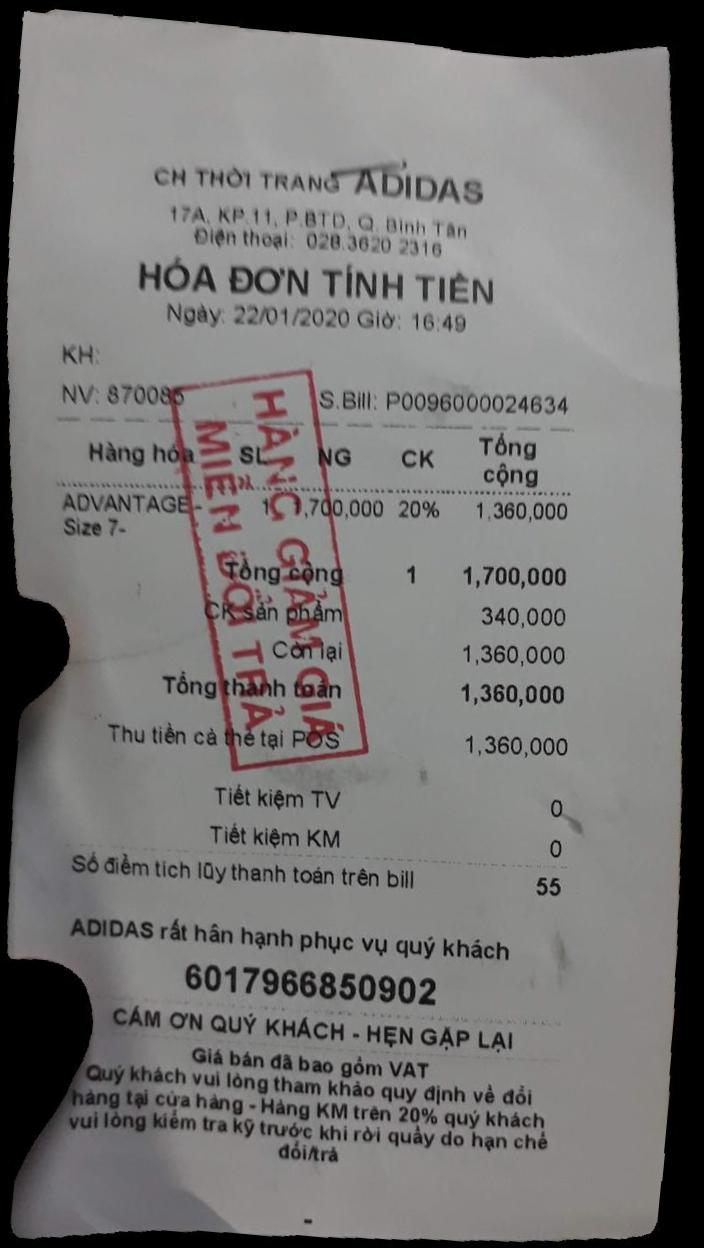 CH THỜI TRANG ADIDAS
17A, KP.11, P.BTD, Q. Bình Tân
Điện thoại: 028.3620 2316
HÓA ĐƠN TÍNH TIỀN
Ngày: 22/01/2020 Giờ: 16:49
KH:
NV: 870085 S.Bill: P0096000024634
Hàng hóa SL NG CK Tổng cộng
ADVANTAGE- 1 1,700,000 20% 1,360,000
Size 7-
Tổng cộng 1 1,700,000
CK sản phẩm 340,000
Còn lại 1,360,000
Tổng thanh toán 1,360,000
Thu tiền cà thẻ tại POS 1,360,000
HÀNG GIẢM GIÁ
MIỄN ĐỔI TRẢ
Tiết kiệm TV 0
Tiết kiệm KM 0
Số điểm tích lũy thanh toán trên bill 55
ADIDAS rất hân hạnh phục vụ quý khách
6017966850902
CÁM ƠN QUÝ KHÁCH - HẸN GẶP LẠI
Giá bán đã bao gồm VAT
Quý khách vui lòng tham khảo quy định về đổi
hàng tại cửa hàng - Hàng KM trên 20% quý khách
vui lòng kiểm tra kỹ trước khi rời quầy do hạn chế
đổi/trả